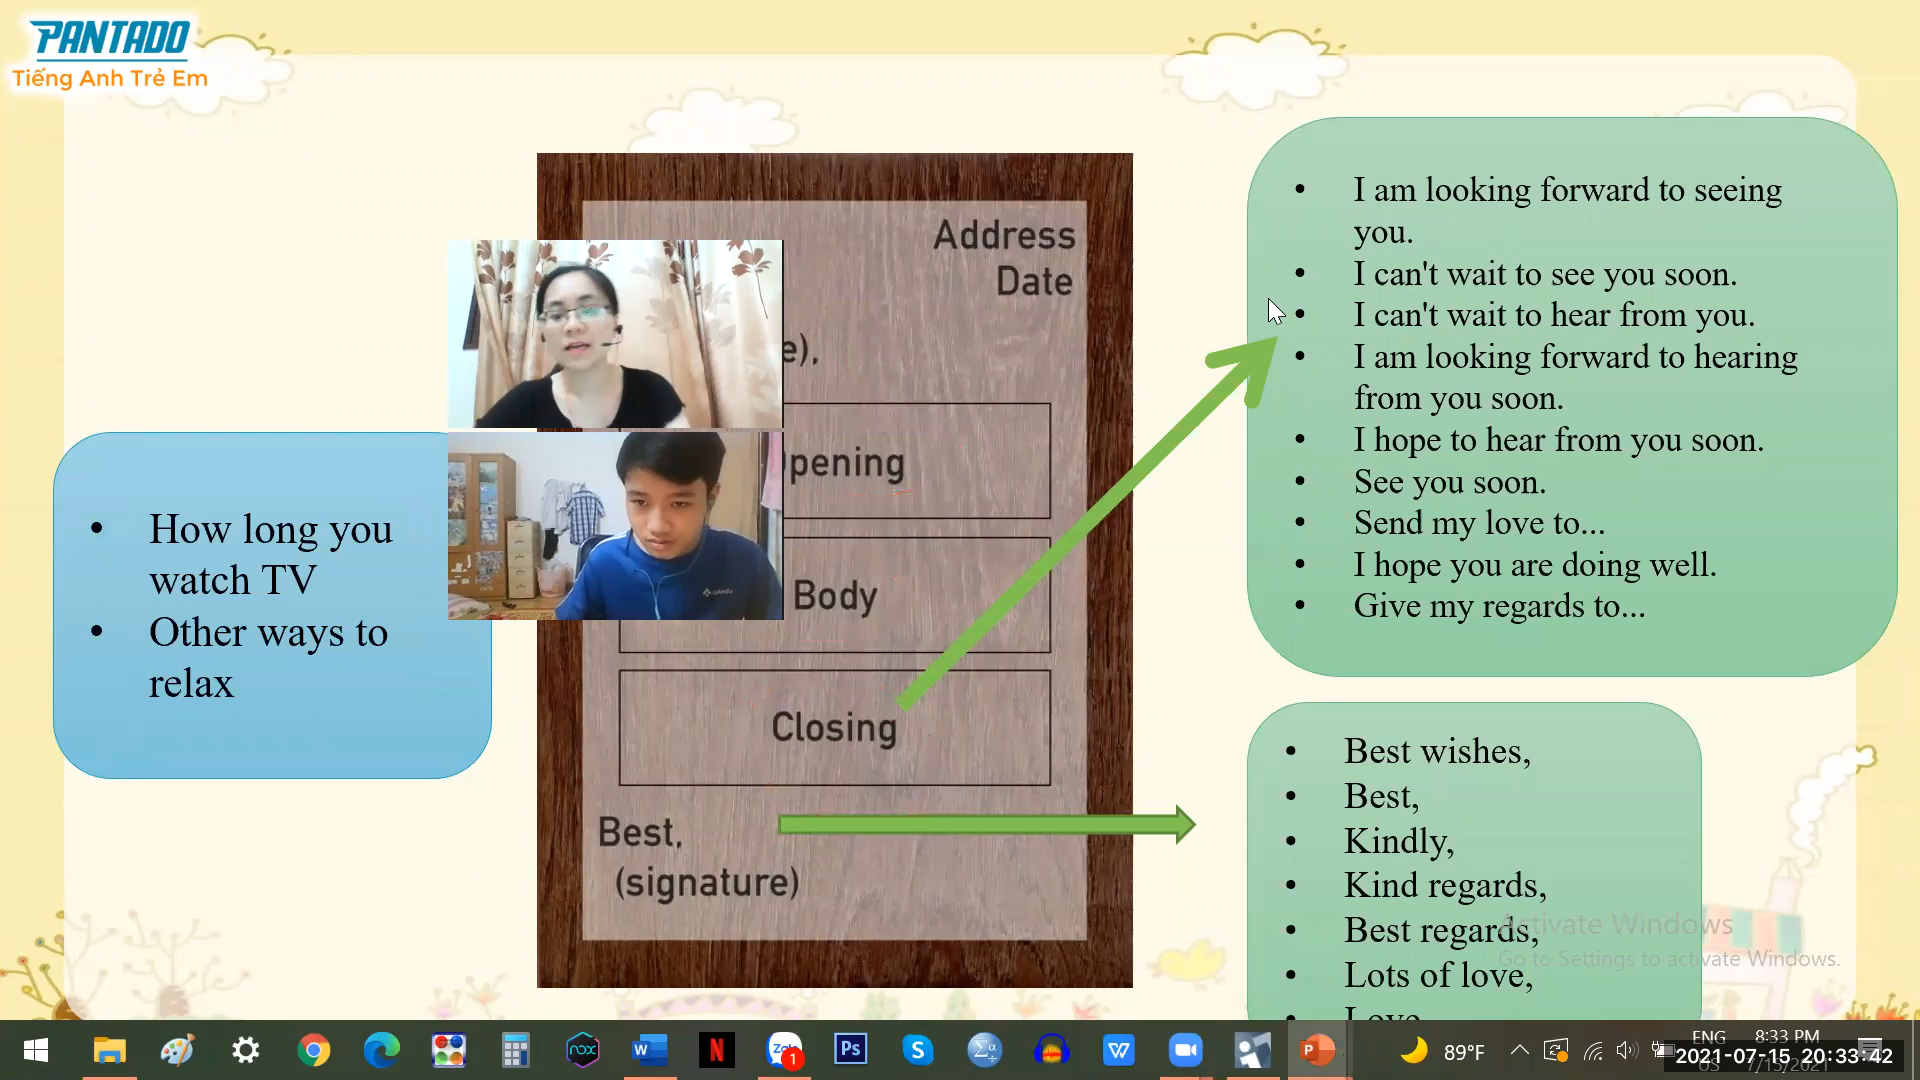 PANTADO
Tiếng Anh Trẻ Em
Address
Date
e),
pening
Body
Closing
Best,
(signature)
• How long you
watch TV
• Other ways to
relax
• I am looking forward to seeing
you.
• I can't wait to see you soon.
• I can't wait to hear from you.
• I am looking forward to hearing
from you soon.
• I hope to hear from you soon.
• See you soon.
• Send my love to...
• I hope you are doing well.
• Give my regards to...
• Best wishes,
• Best,
• Kindly,
• Kind regards,
• Best regards,
• Lots of love,
• Love
Activate Windows
Go to Settings to activate Windows.
nox
W
N
Zalo
1
Ps
S
W
P
89°F
ENG
8:33 PM
2021-07-15 20:33:42